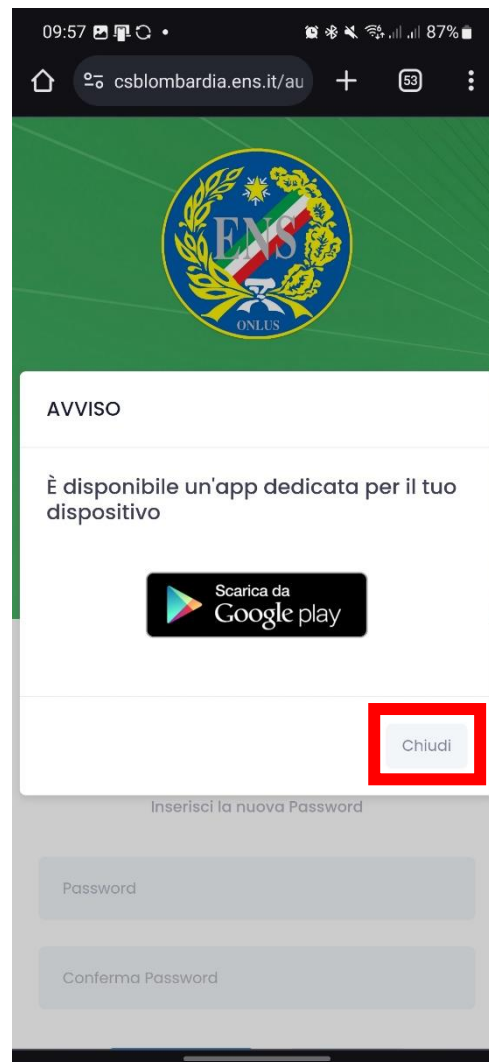 09:57
87%
csblombardia.ens.it/au
53
ENS
ONLUS
AVVISO
È disponibile un'app dedicata per il tuo
dispositivo
Scarica da
Google play
Chiudi
Inserisci la nuova Password
Password
Conferma Password